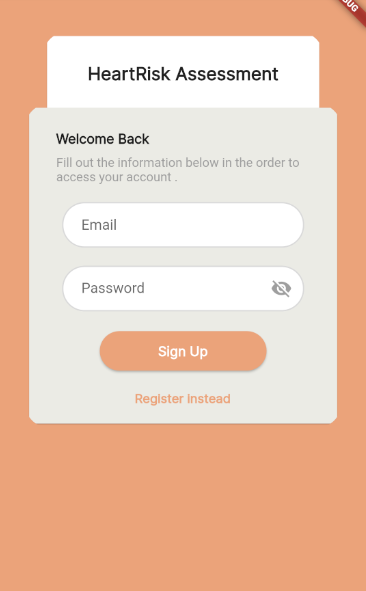 HeartRisk Assessment
Welcome Back
Fill out the information below in the order to
access your account .
Email
Password
Sign Up
Register Instead